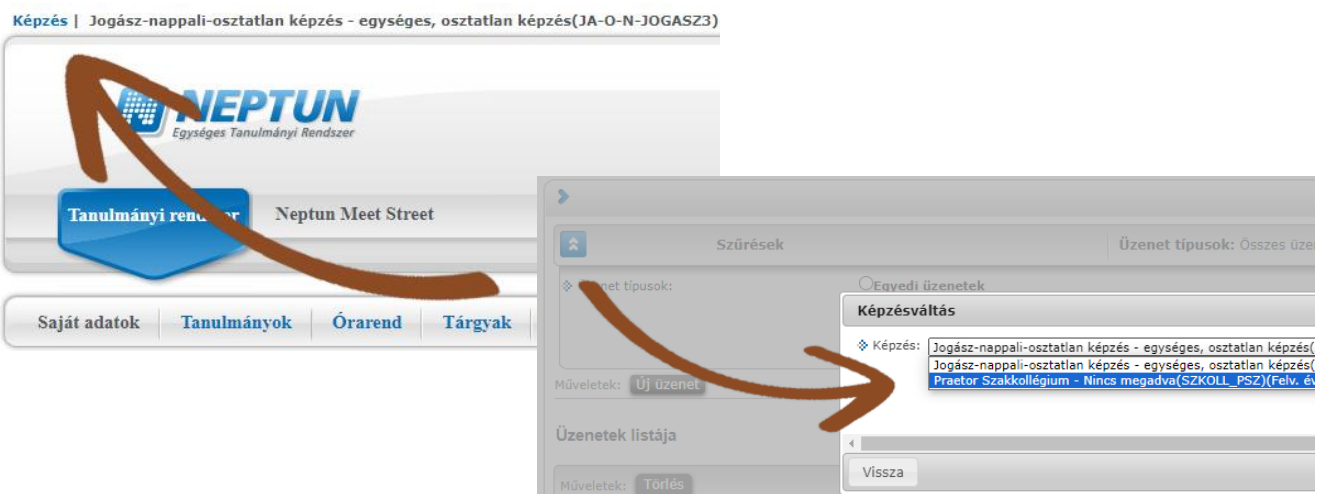 Képzés | Jogász-nappali-osztatlan képzés - egységes, osztatlan képzés(JA-O-N-JOGASZ3)
NEPTUN
Egységes Tanulmányi Rendszer
Tanulmányi rendszer Neptun Meet Street
Saját adatok Tanulmányok Órarend Tárgyak
Szűrések Üzenet típusok: Összes
típusok: Egyedi üzenetek
Képzésváltás
Képzés: Jogász-nappali-osztatlan képzés - egységes, osztatlan képzés(
Jogász-nappali-osztatlan képzés - egységes, osztatlan képzés(
Praetor Szakkollégium - Nincs megadva(SZKOLL_PSZ)(Felv. év
Műveletek: Új üzenet
Üzenetek listája
Vissza
Műveletek: Törlés